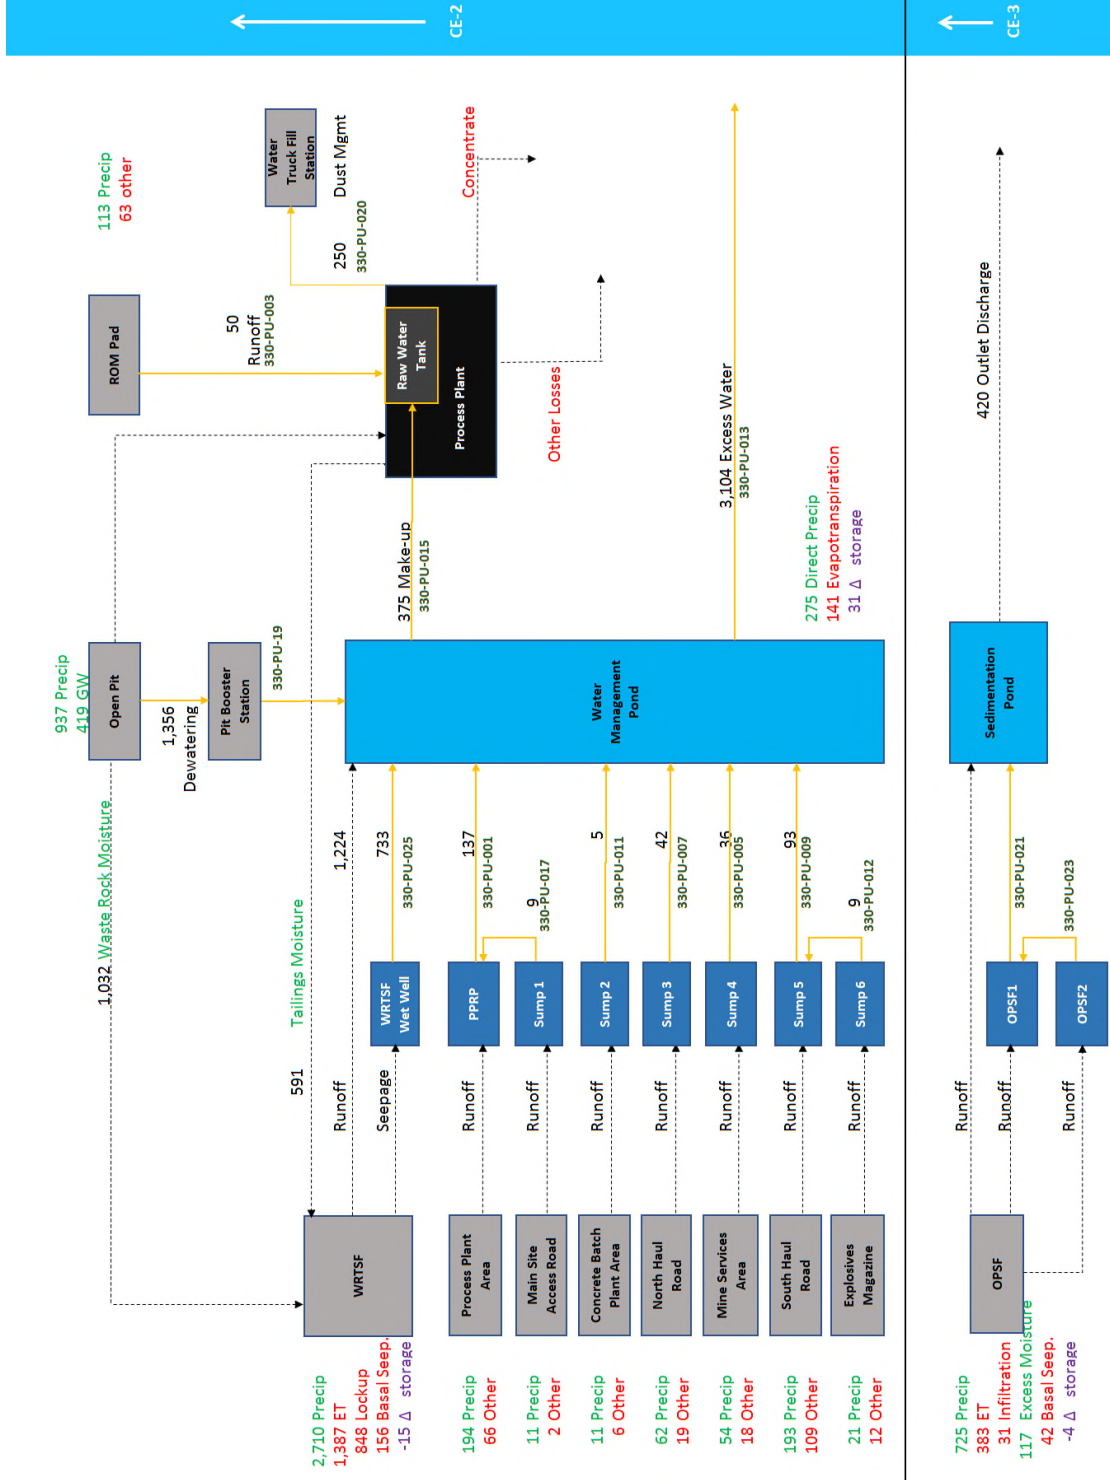 937 Precip
419 GW
Open Pit
1,032 Waste Rock Moisture
1,356
Dewatering
Pit Booster
Station
330-PU-19
ROM Pad
50
Runoff
330-PU-003
113 Precip
63 other
Water
Truck Fill
Station
Dust Mgmt
250
330-PU-020
Raw Water
Tank
Process Plant
Concentrate
Other Losses
375 Make-up
330-PU-015
591
Tailings Moisture
2,710 Precip
1,387 ET
848 Lockup
156 Basal Seep.
-15 Δ storage
WRTSF
Runoff
1,224
Seepage
WRTSF
Wet Well
733
330-PU-025
Water
Management
Pond
3,104 Excess Water
330-PU-013
275 Direct Precip
141 Evapotranspiration
31 Δ storage
194 Precip
66 Other
Process Plant
Area
Runoff
PPRP
137
330-PU-001
11 Precip
2 Other
Main Site
Access Road
Runoff
Sump 1
9
330-PU-017
11 Precip
6 Other
Concrete Batch
Plant Area
Runoff
Sump 2
5
330-PU-011
62 Precip
19 Other
North Haul
Road
Runoff
Sump 3
42
330-PU-007
54 Precip
18 Other
Mine Services
Area
Runoff
Sump 4
36
330-PU-005
193 Precip
109 Other
South Haul
Road
Runoff
Sump 5
93
330-PU-009
21 Precip
12 Other
Explosives
Magazine
Runoff
Sump 6
9
330-PU-012
CE-2
725 Precip
383 ET
31 Infiltration
117 Excess Moisture
42 Basal Seep.
-4 Δ storage
OPSF
Runoff
Runoff
Runoff
OPSF1
330-PU-021
OPSF2
330-PU-023
Sedimentation
Pond
420 Outlet Discharge
CE-3